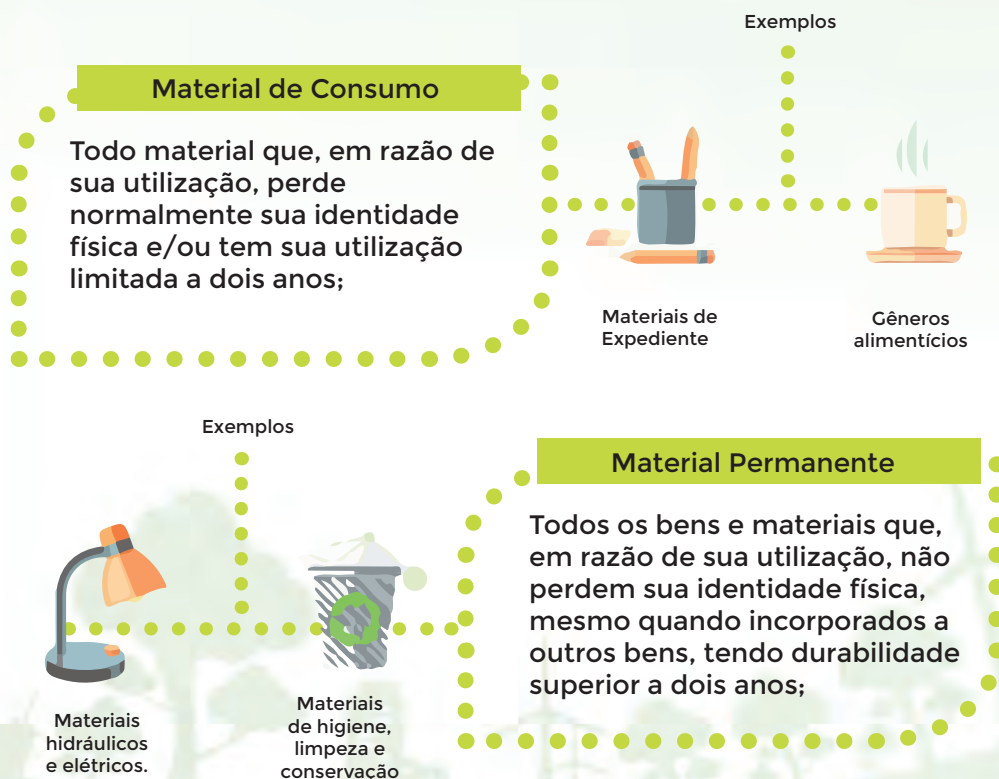 Exemplos
Material de Consumo
Todo material que, em razão de
sua utilização, perde
normalmente sua identidade
física e/ou tem sua utilização
limitada a dois anos;
Materiais de
Expediente
Gêneros
alimentícios
Exemplos
Materiais
hidráulicos
e elétricos.
Materiais
de higiene,
limpeza e
conservação
Material Permanente
Todos os bens e materiais que,
em razão de sua utilização, não
perdem sua identidade física,
mesmo quando incorporados a
outros bens, tendo durabilidade
superior a dois anos;